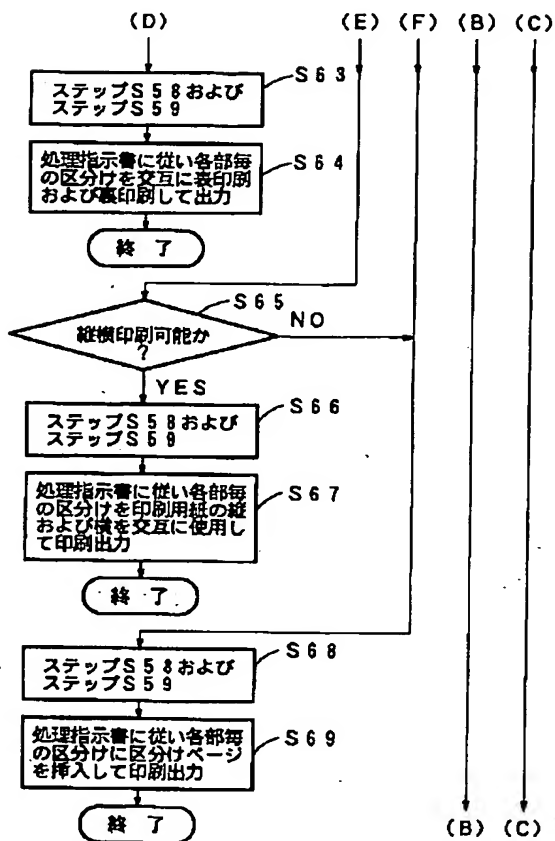 (D) (E) (F) (B) (C)
S63
ステップS58および
ステップS59
S64
処理指示書に従い各部毎
の区分けを交互に表印刷
および裏印刷して出力
終了
S65
縦横印刷可能か
?
NO
YES
S66
ステップS58および
ステップS59
S67
処理指示書に従い各部毎
の区分けを印刷用紙の縦
および横を交互に使用し
て印刷出力
終了
S68
ステップS58および
ステップS59
S69
処理指示書に従い各部毎
の区分けに区分けページ
を挿入して印刷出力
終了
(B) (C)